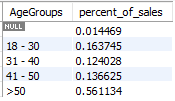 AgeGroups percent_of_sales
NULL 0.014469
18 - 30 0.163745
31 - 40 0.124028
41 - 50 0.136625
>50 0.561134